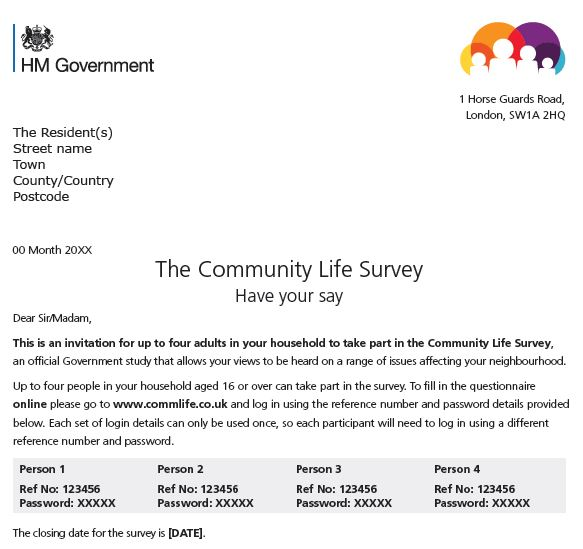 HM Government
1 Horse Guards Road,
London, SW1A 2HQ
The Resident(s)
Street name
Town
County/Country
Postcode
00 Month 20XX
The Community Life Survey
Have your say
Dear Sir/Madam,
This is an invitation for up to four adults in your household to take part in the Community Life Survey,
an official Government study that allows your views to be heard on a range of issues affecting your neighbourhood.
Up to four people in your household aged 16 or over can take part in the survey. To fill in the questionnaire
online please go to www.commlife.co.uk and log in using the reference number and password details provided
below. Each set of login details can only be used once, so each participant will need to log in using a different
reference number and password.
Person 1 Person 2 Person 3 Person 4
Ref No: 123456 Ref No: 123456 Ref No: 123456 Ref No: 123456
Password: XXXXX Password: XXXXX Password: XXXXX Password: XXXXX
The closing date for the survey is [DATE].